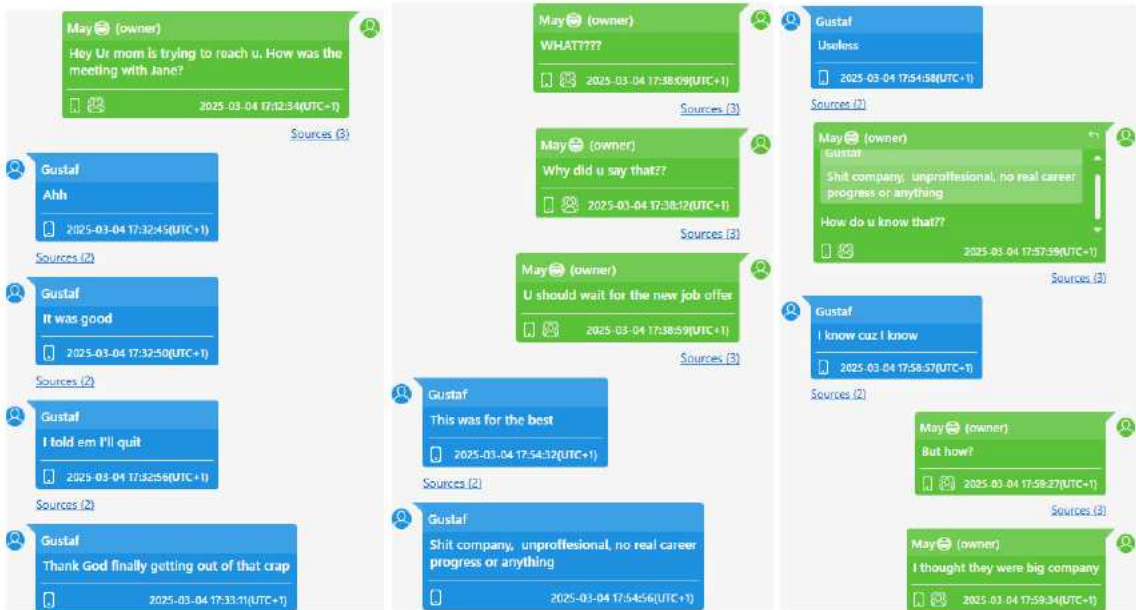 May😂 (owner)
Hey Ur mom is trying to reach u. How was the
meeting with Jane?
2025-03-04 17:12:34(UTC+1)
Sources (3)
Gustaf
Ahh
2025-03-04 17:32:45(UTC+1)
Sources (2)
Gustaf
It was good
2025-03-04 17:32:50(UTC+1)
Sources (2)
Gustaf
I told em I'll quit
2025-03-04 17:32:56(UTC+1)
Sources (2)
Gustaf
Thank God finally getting out of that crap
2025-03-04 17:33:11(UTC+1)
May😂 (owner)
WHAT????
2025-03-04 17:38:09(UTC+1)
Sources (3)
May😂 (owner)
Why did u say that??
2025-03-04 17:38:12(UTC+1)
Sources (3)
May😂 (owner)
U should wait for the new job offer
2025-03-04 17:38:59(UTC+1)
Sources (3)
Gustaf
This was for the best
2025-03-04 17:54:32(UTC+1)
Sources (2)
Gustaf
Shit company,  unproffesional, no real career
progress or anything
2025-03-04 17:54:56(UTC+1)
Gustaf
Useless
2025-03-04 17:54:58(UTC+1)
Sources (2)
May😂 (owner)
Gustaf
Shit company,  unproffesional, no real career
progress or anything
How do u know that??
2025-03-04 17:57:59(UTC+1)
Sources (3)
Gustaf
I know cuz I know
2025-03-04 17:58:57(UTC+1)
Sources (2)
May😂 (owner)
But how?
2025-03-04 17:59:27(UTC+1)
Sources (3)
May😂 (owner)
I thought they were big company
2025-03-04 17:59:34(UTC+1)